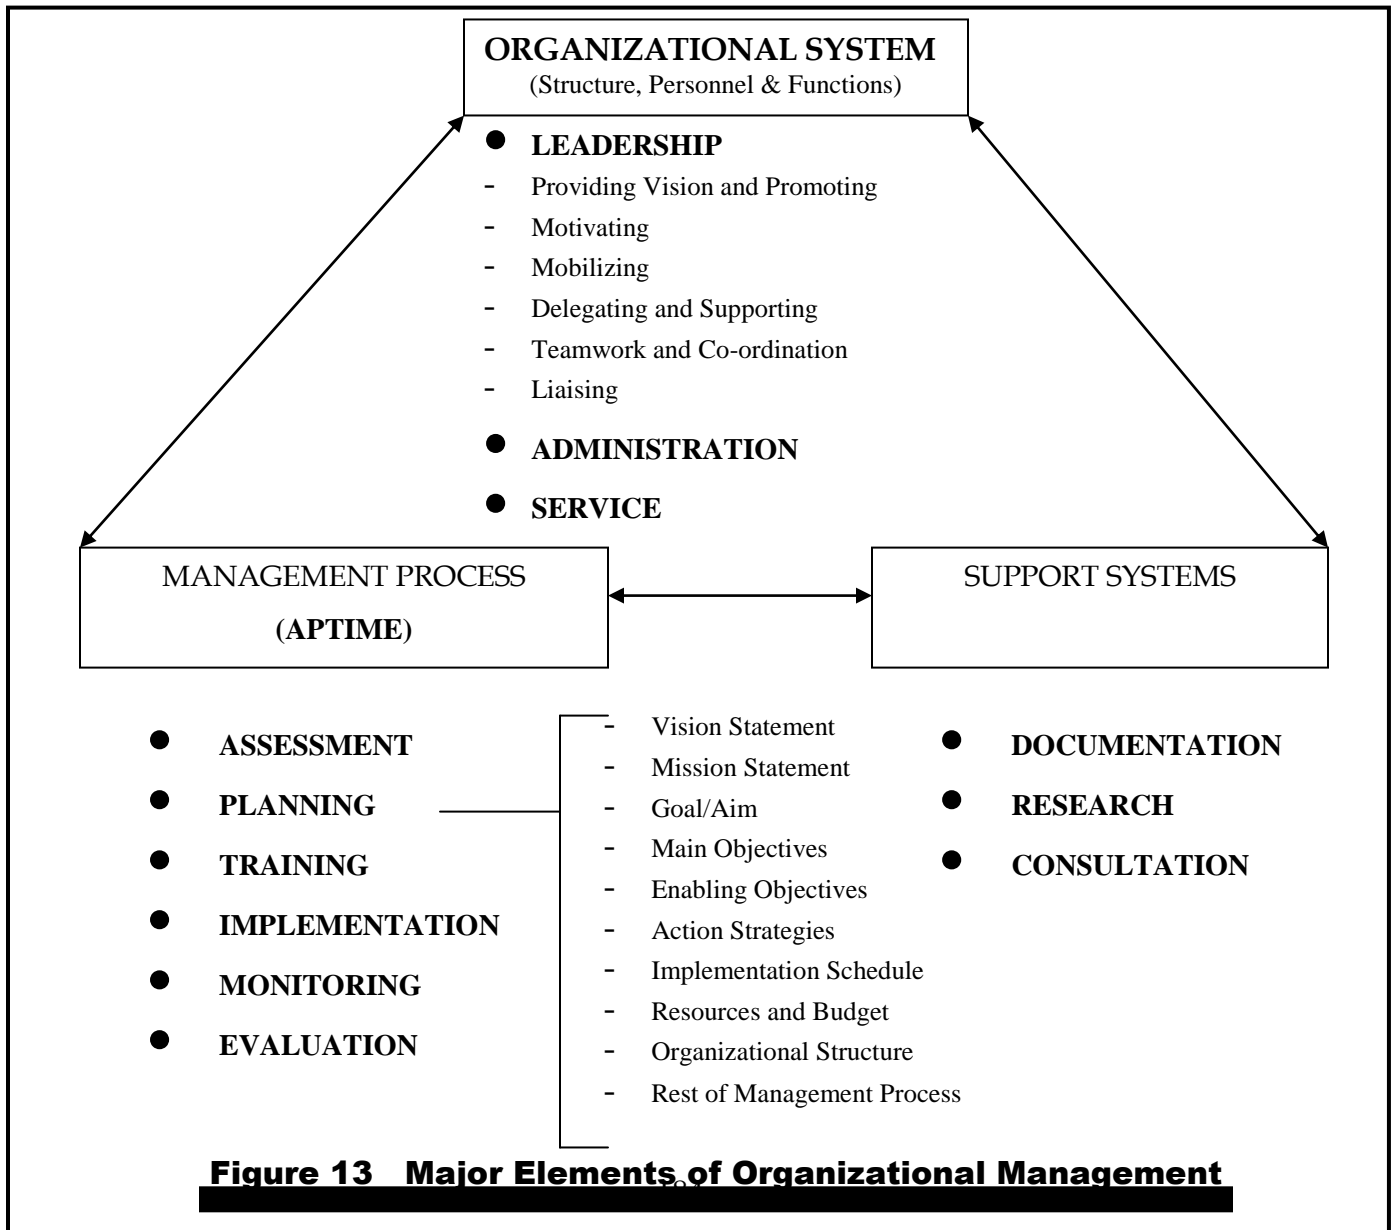 ORGANIZATIONAL SYSTEM
(Structure, Personnel & Functions)
● LEADERSHIP
- Providing Vision and Promoting
- Motivating
- Mobilizing
- Delegating and Supporting
- Teamwork and Co-ordination
- Liaising
● ADMINISTRATION
● SERVICE
MANAGEMENT PROCESS
(APTIME)
SUPPORT SYSTEMS
● ASSESSMENT
● PLANNING
● TRAINING
● IMPLEMENTATION
● MONITORING
● EVALUATION
- Vision Statement
- Mission Statement
- Goal/Aim
- Main Objectives
- Enabling Objectives
- Action Strategies
- Implementation Schedule
- Resources and Budget
- Organizational Structure
- Rest of Management Process
● DOCUMENTATION
● RESEARCH
● CONSULTATION
Figure 13 Major Elements of Organizational Management